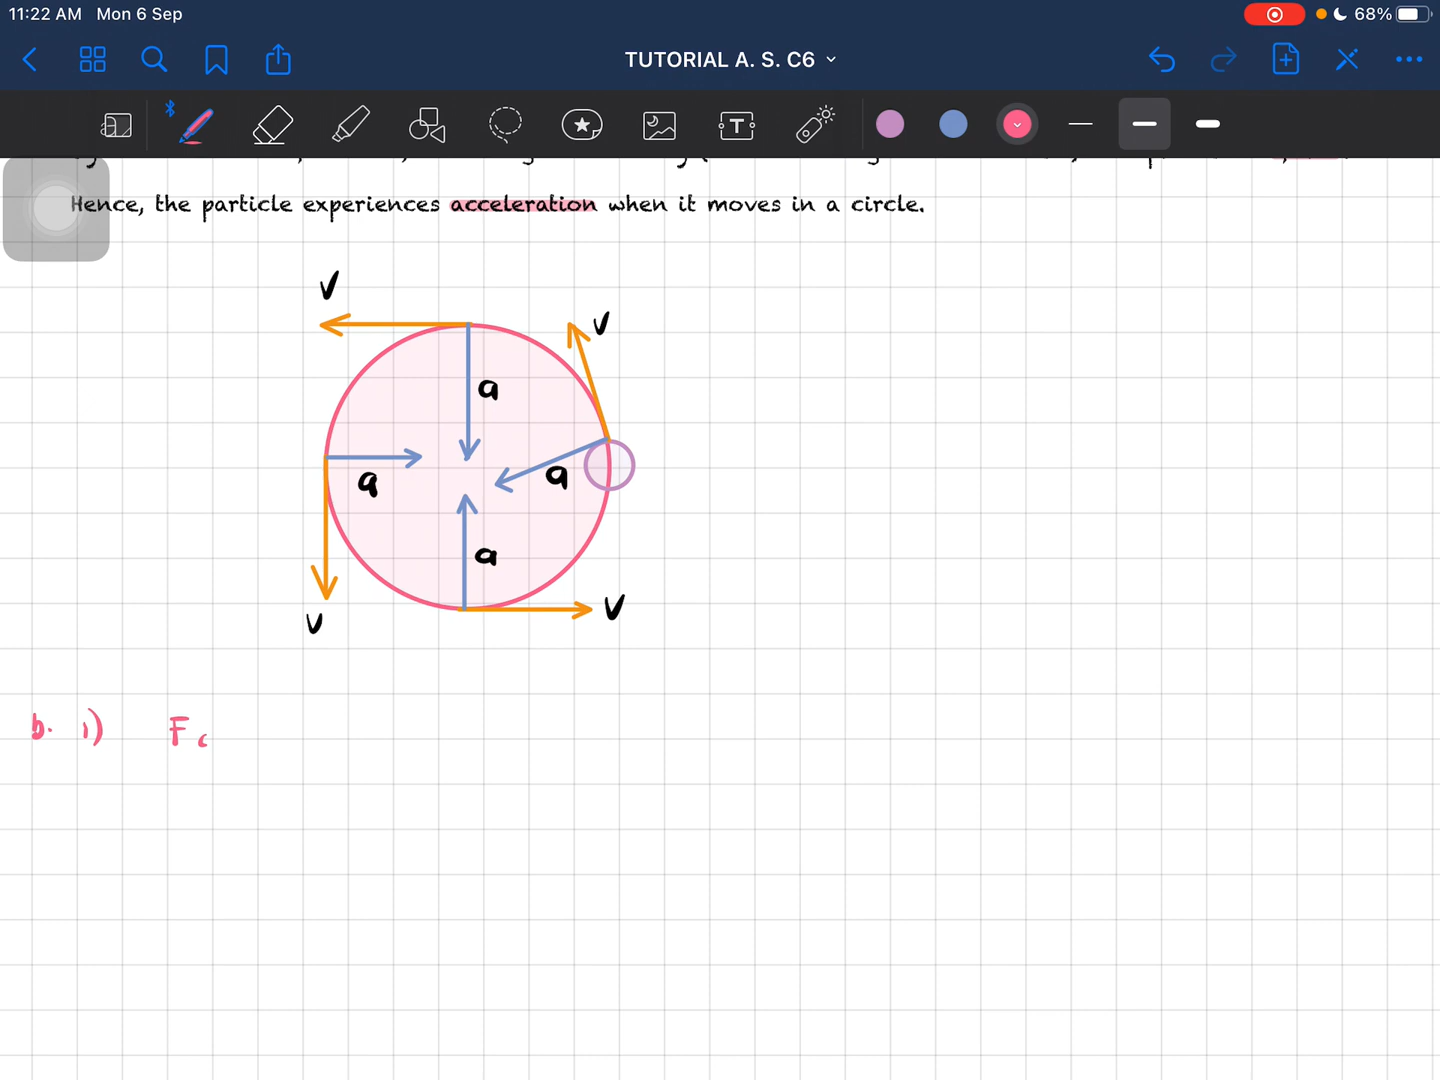 11:22 AM Mon 6 Sep 68%
TUTORIAL A. S. C6
T
Hence, the particle experiences acceleration when it moves in a circle.
V
V
a
a
a
a
V
V
b. i) Fc